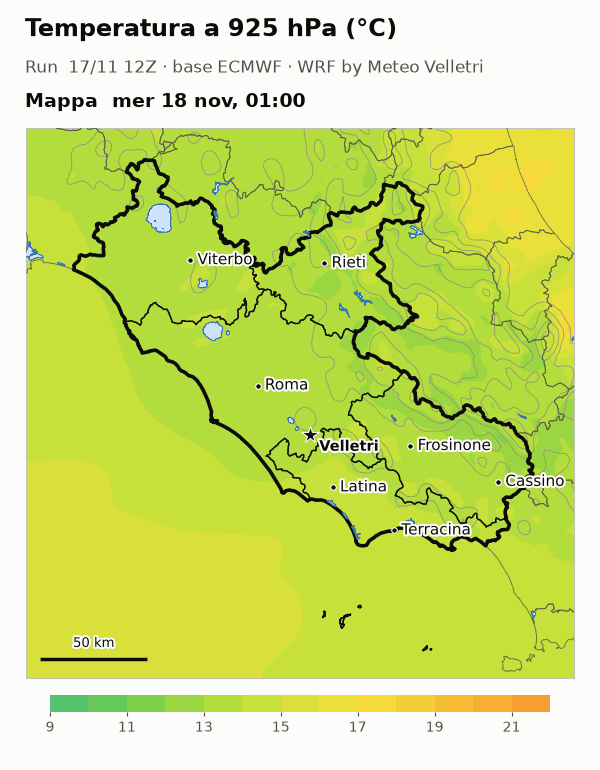 Temperatura a 925 hPa (°C)
Run  17/11 12Z · base ECMWF · WRF by Meteo Velletri
Mappa  mer 18 nov, 01:00
Viterbo
Rieti
Roma
Velletri
Frosinone
Cassino
Latina
Terracina
50 km
9 11 13 15 17 19 21